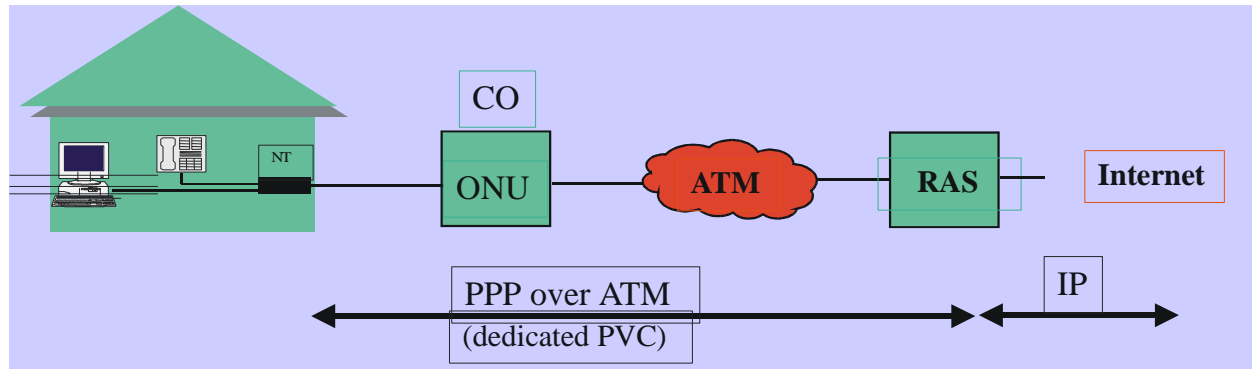 CO
NT
ONU
ATM
RAS
Internet
PPP over ATM
(dedicated PVC)
IP